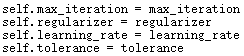 self.max_iteration = max_iteration
self.regularizer = regularizer
self.learning_rate = learning_rate
self.tolerance = tolerance